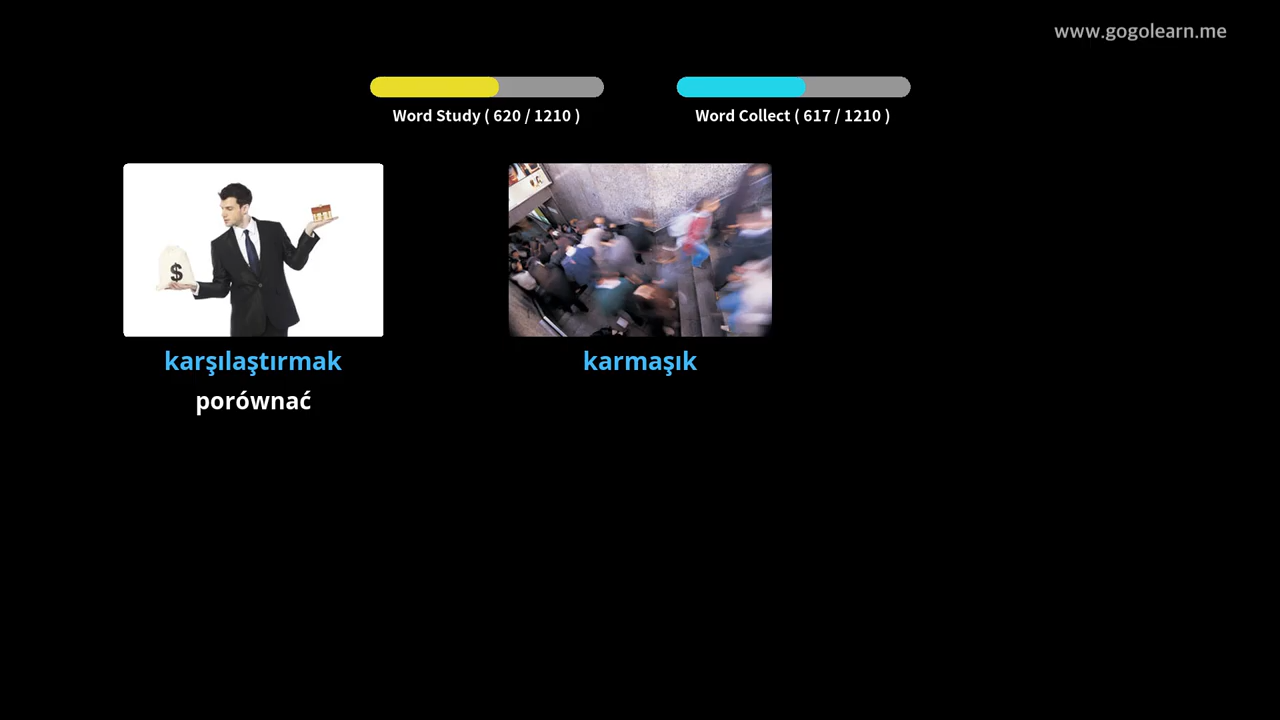 www.gogolearn.me
Word Study ( 620 / 1210 )
Word Collect ( 617 / 1210 )
$
karşılaştırmak
karmaşık
porównać